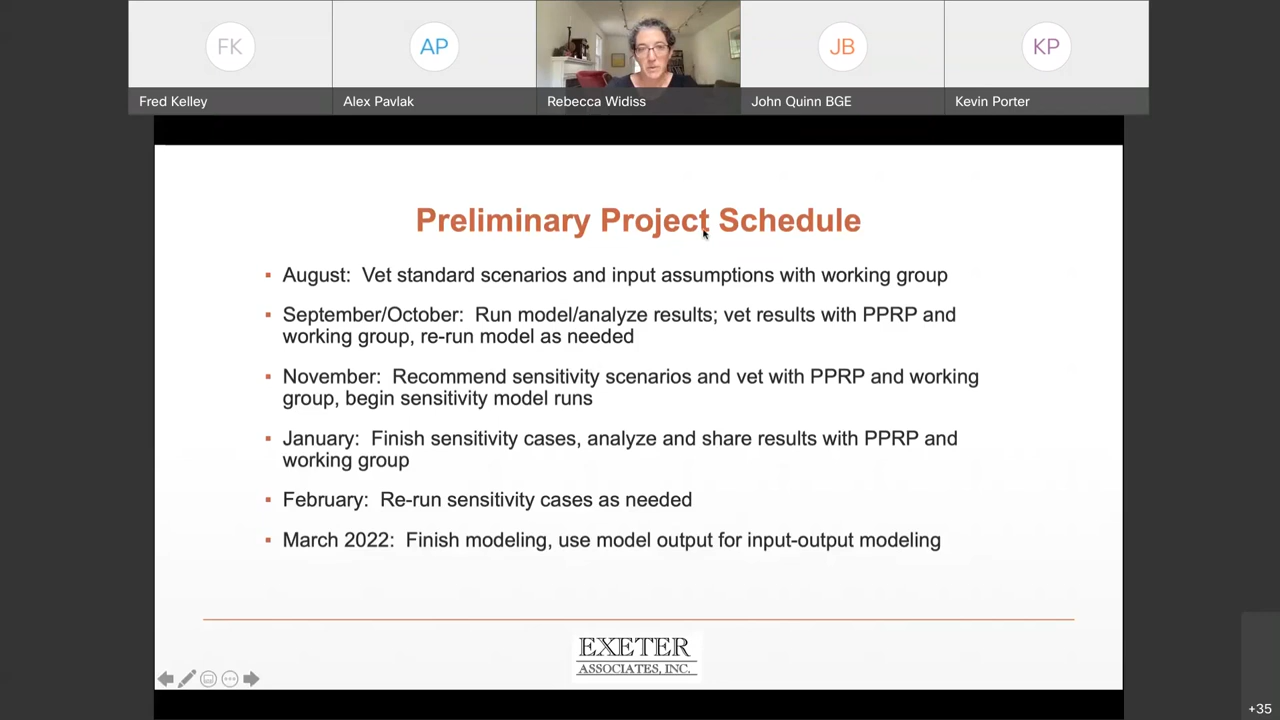 FK
AP
JB
KP
Fred Kelley
Alex Pavlak
Rebecca Widiss
John Quinn BGE
Kevin Porter
Preliminary Project Schedule
▪ August:  Vet standard scenarios and input assumptions with working group
▪ September/October:  Run model/analyze results; vet results with PPRP and
working group, re-run model as needed
▪ November:  Recommend sensitivity scenarios and vet with PPRP and working
group, begin sensitivity model runs
▪ January:  Finish sensitivity cases, analyze and share results with PPRP and
working group
▪ February:  Re-run sensitivity cases as needed
▪ March 2022:  Finish modeling, use model output for input-output modeling
EXETER
ASSOCIATES, INC.
+35